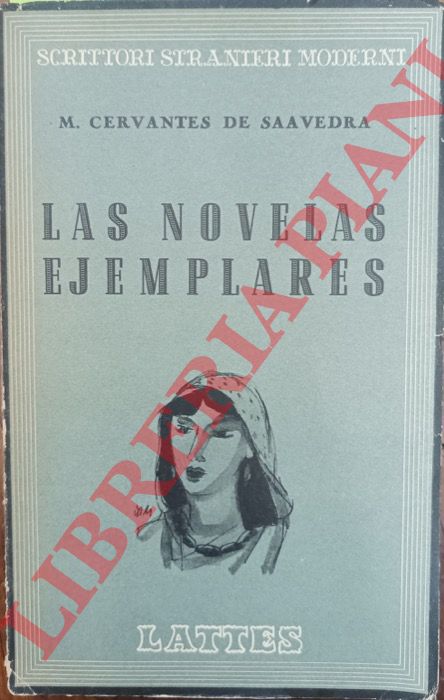 SCRITTORI STRANIERI MODERNI
M. CERVANTES DE SAAVEDRA
LAS NOVELAS
EJEMPLARES
LIBRERIA PIANI
LATTES